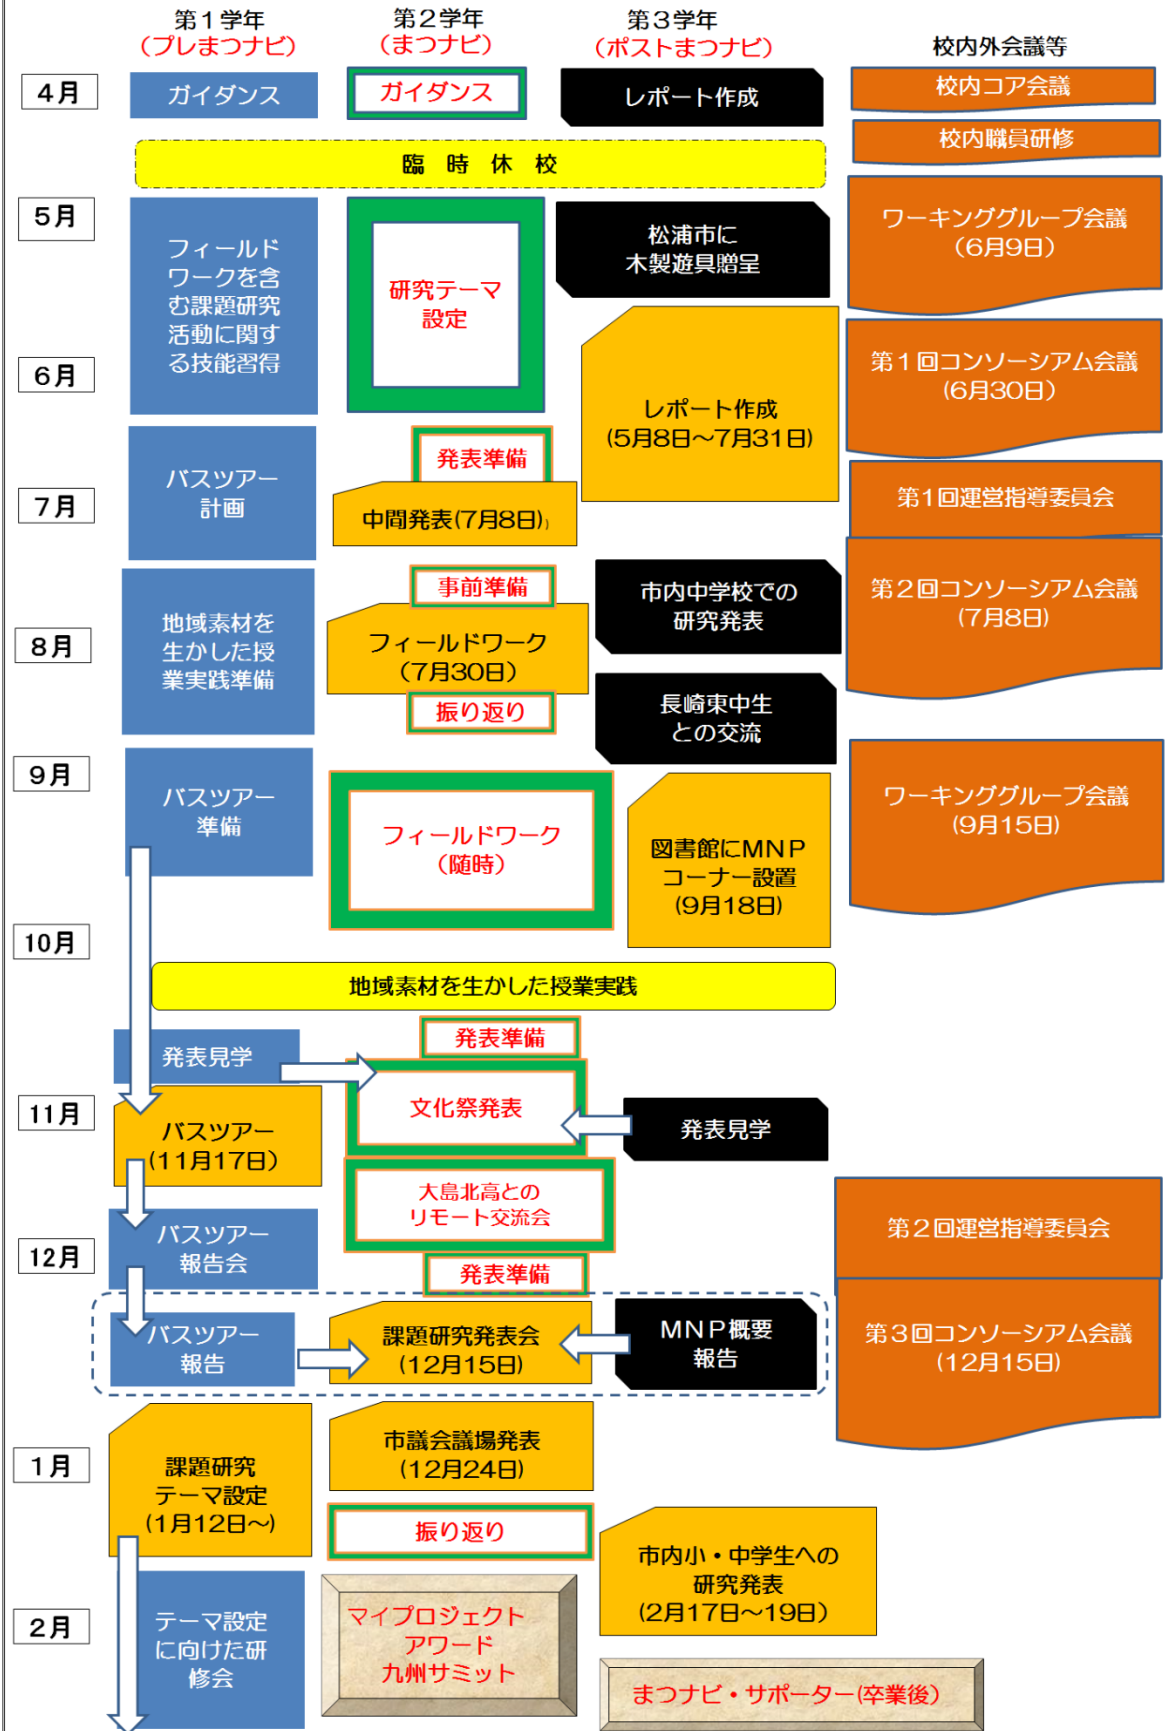 第1学年
(プレまつナビ)
第2学年
(まつナビ)
第3学年
(ポストまつナビ)
校内外会議等
4月
ガイダンス
ガイダンス
レポート作成
校内コア会議
校内職員研修
臨 時 休 校
5月
フィールド
ワークを含
む課題研究
活動に関す
る技能習得
研究テーマ
設定
松浦市に
木製遊具贈呈
ワーキンググループ会議
(6月9日)
6月
レポート作成
(5月8日～7月31日)
第1回コンソーシアム会議
(6月30日)
7月
バスツアー
計画
発表準備
中間発表(7月8日))
第1回運営指導委員会
8月
地域素材を
生かした授
業実践準備
事前準備
フィールドワーク
(7月30日)
振り返り
市内中学校での
研究発表
長崎東中生
との交流
第2回コンソーシアム会議
(7月8日)
9月
バスツアー
準備
フィールドワーク
(随時)
図書館にMNP
コーナー設置
(9月18日)
ワーキンググループ会議
(9月15日)
10月
地域素材を生かした授業実践
発表見学
発表準備
文化祭発表
発表見学
11月
バスツアー
(11月17日)
大島北高との
リモート交流会
12月
バスツアー
報告会
発表準備
第2回運営指導委員会
バスツアー
報告
課題研究発表会
(12月15日)
MNP概要
報告
第3回コンソーシアム会議
(12月15日)
1月
課題研究
テーマ設定
(1月12日～)
市議会議場発表
(12月24日)
振り返り
市内小・中学生への
研究発表
(2月17日～19日)
2月
テーマ設定
に向けた研
修会
マイプロジェクト
アワード
九州サミット
まつナビ・サポーター(卒業後)